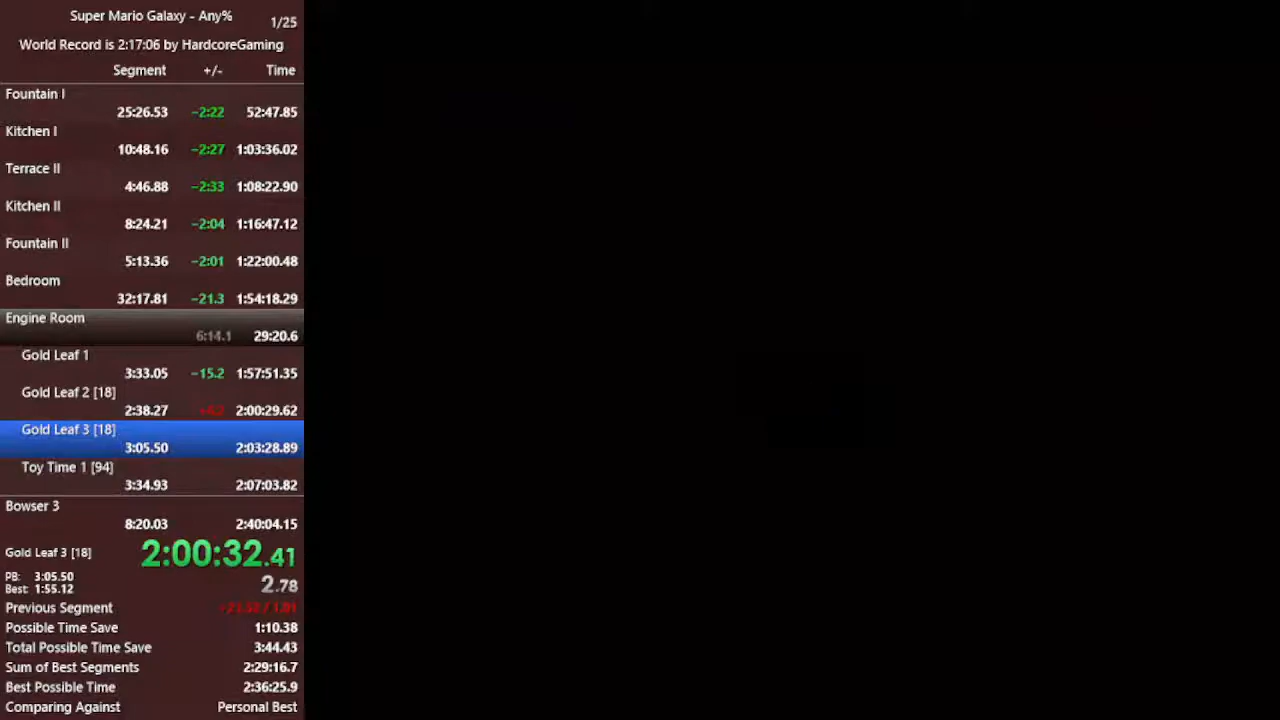 Super Mario Galaxy - Any%
1/25
World Record is 2:17:06 by HardcoreGaming
Segment +/- Time
Fountain I
25:26.53 -2:22 52:47.85
Kitchen I
10:48.16 -2:27 1:03:36.02
Terrace II
4:46.88 -2:33 1:08:22.90
Kitchen II
8:24.21 -2:04 1:16:47.12
Fountain II
5:13.36 -2:01 1:22:00.48
Bedroom
32:17.81 -21.3 1:54:18.29
Engine Room
6:14.1 29:20.6
Gold Leaf 1
3:33.05 -15.2 1:57:51.35
Gold Leaf 2 [18]
2:38.27 2:00:29.62
Gold Leaf 3 [18]
3:05.50 2:03:28.89
Toy Time 1 [94]
3:34.93 2:07:03.82
Bowser 3
8:20.03 2:40:04.15
Gold Leaf 3 [18] 2:00:32.41
PB: 3:05.50
Best: 1:55.12 2.78
Previous Segment
Possible Time Save 1:10.38
Total Possible Time Save 3:44.43
Sum of Best Segments 2:29:16.7
Best Possible Time 2:36:25.9
Comparing Against Personal Best